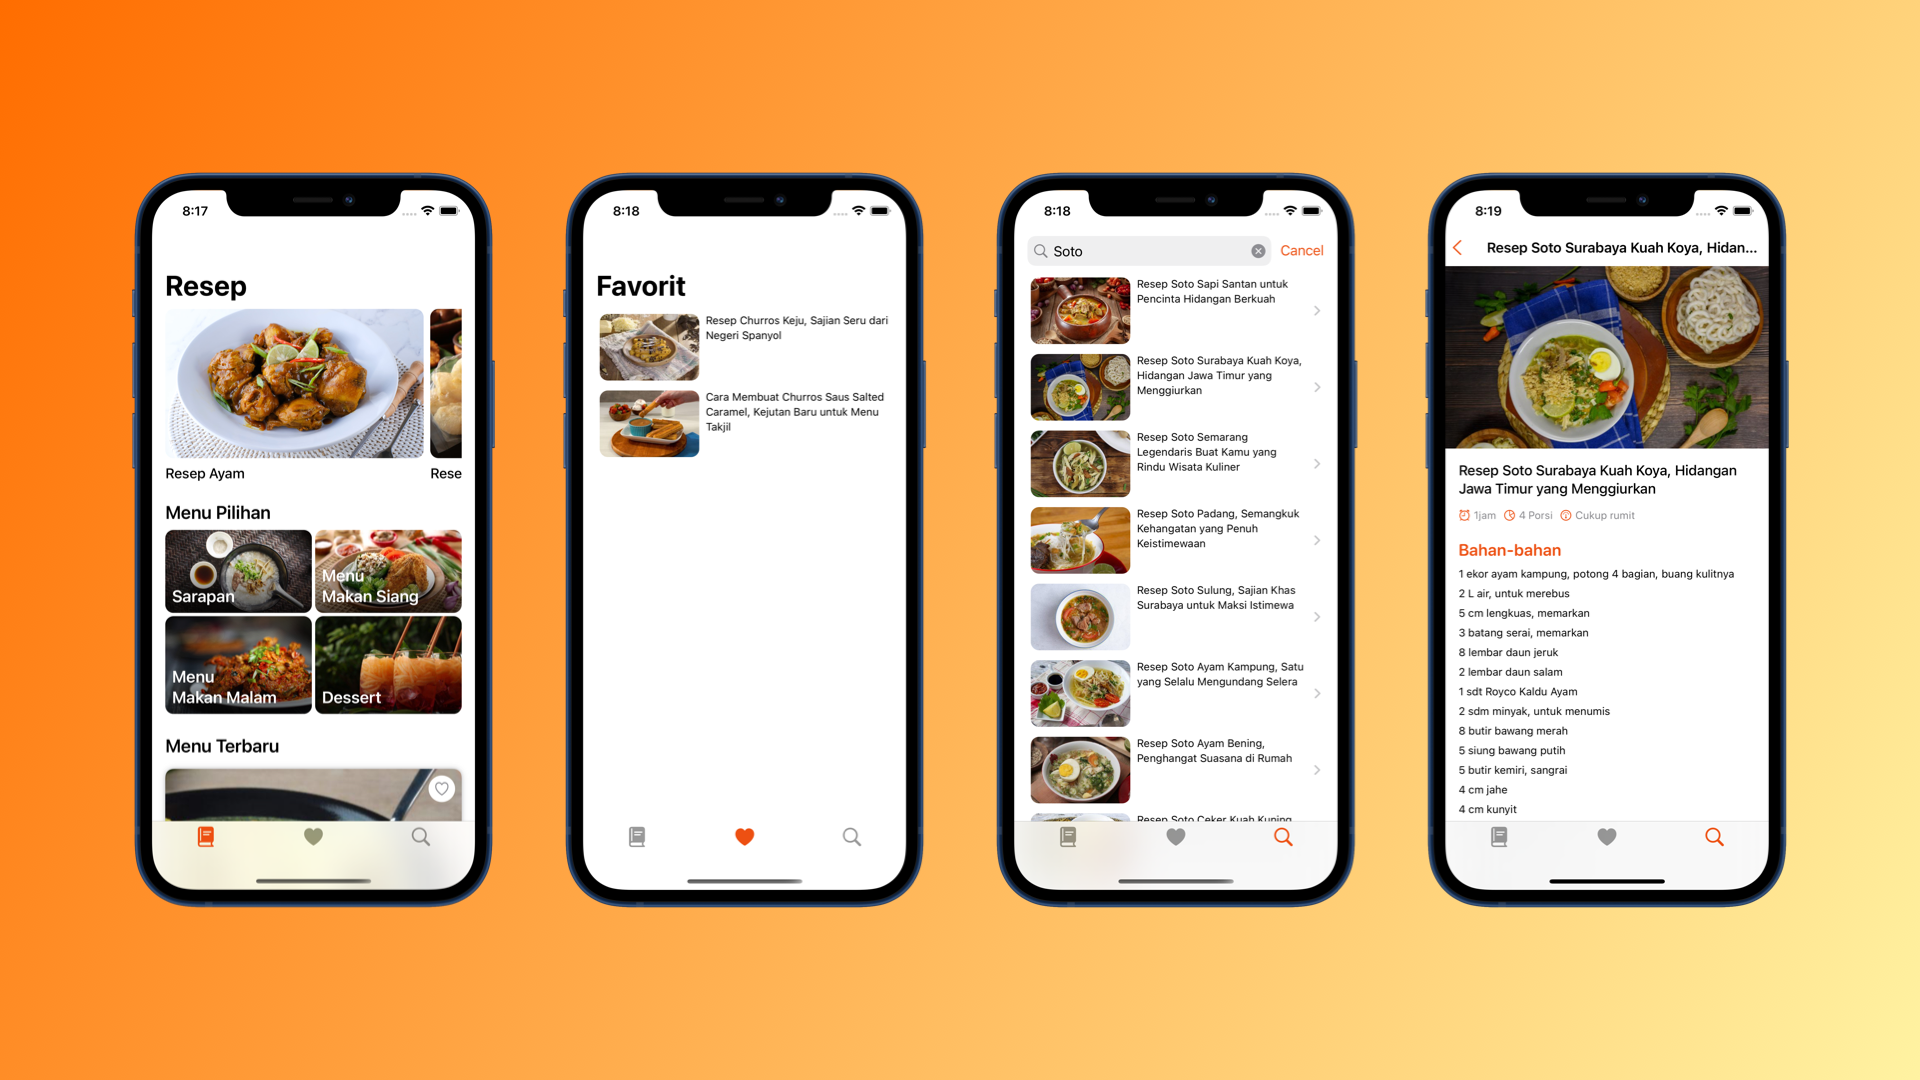 8:17
Resep
Resep Ayam
Rese
Menu Pilihan
Sarapan
Menu
Makan Siang
Menu
Makan Malam
Dessert
Menu Terbaru
8:18
Favorit
Resep Churros Keju, Sajian Seru dari
Negeri Spanyol
Cara Membuat Churros Saus Salted
Caramel, Kejutan Baru untuk Menu
Takjil
8:18
Soto
Cancel
Resep Soto Sapi Santan untuk
Pencinta Hidangan Berkuah
Resep Soto Surabaya Kuah Koya,
Hidangan Jawa Timur yang
Menggiurkan
Resep Soto Semarang
Legendaris Buat Kamu yang
Rindu Wisata Kuliner
Resep Soto Padang, Semangkuk
Kehangatan yang Penuh
Keistimewaan
Resep Soto Sulung, Sajian Khas
Surabaya untuk Maksi Istimewa
Resep Soto Ayam Kampung, Satu
yang Selalu Mengundang Selera
Resep Soto Ayam Bening,
Penghangat Suasana di Rumah
Resep Soto Ceker Kuah Kuning
8:19
Resep Soto Surabaya Kuah Koya, Hidan...
Resep Soto Surabaya Kuah Koya, Hidangan
Jawa Timur yang Menggiurkan
1jam 4 Porsi Cukup rumit
Bahan-bahan
1 ekor ayam kampung, potong 4 bagian, buang kulitnya
2 L air, untuk merebus
5 cm lengkuas, memarkan
3 batang serai, memarkan
8 lembar daun jeruk
2 lembar daun salam
1 sdt Royco Kaldu Ayam
2 sdm minyak, untuk menumis
8 butir bawang merah
5 siung bawang putih
5 butir kemiri, sangrai
4 cm jahe
4 cm kunyit